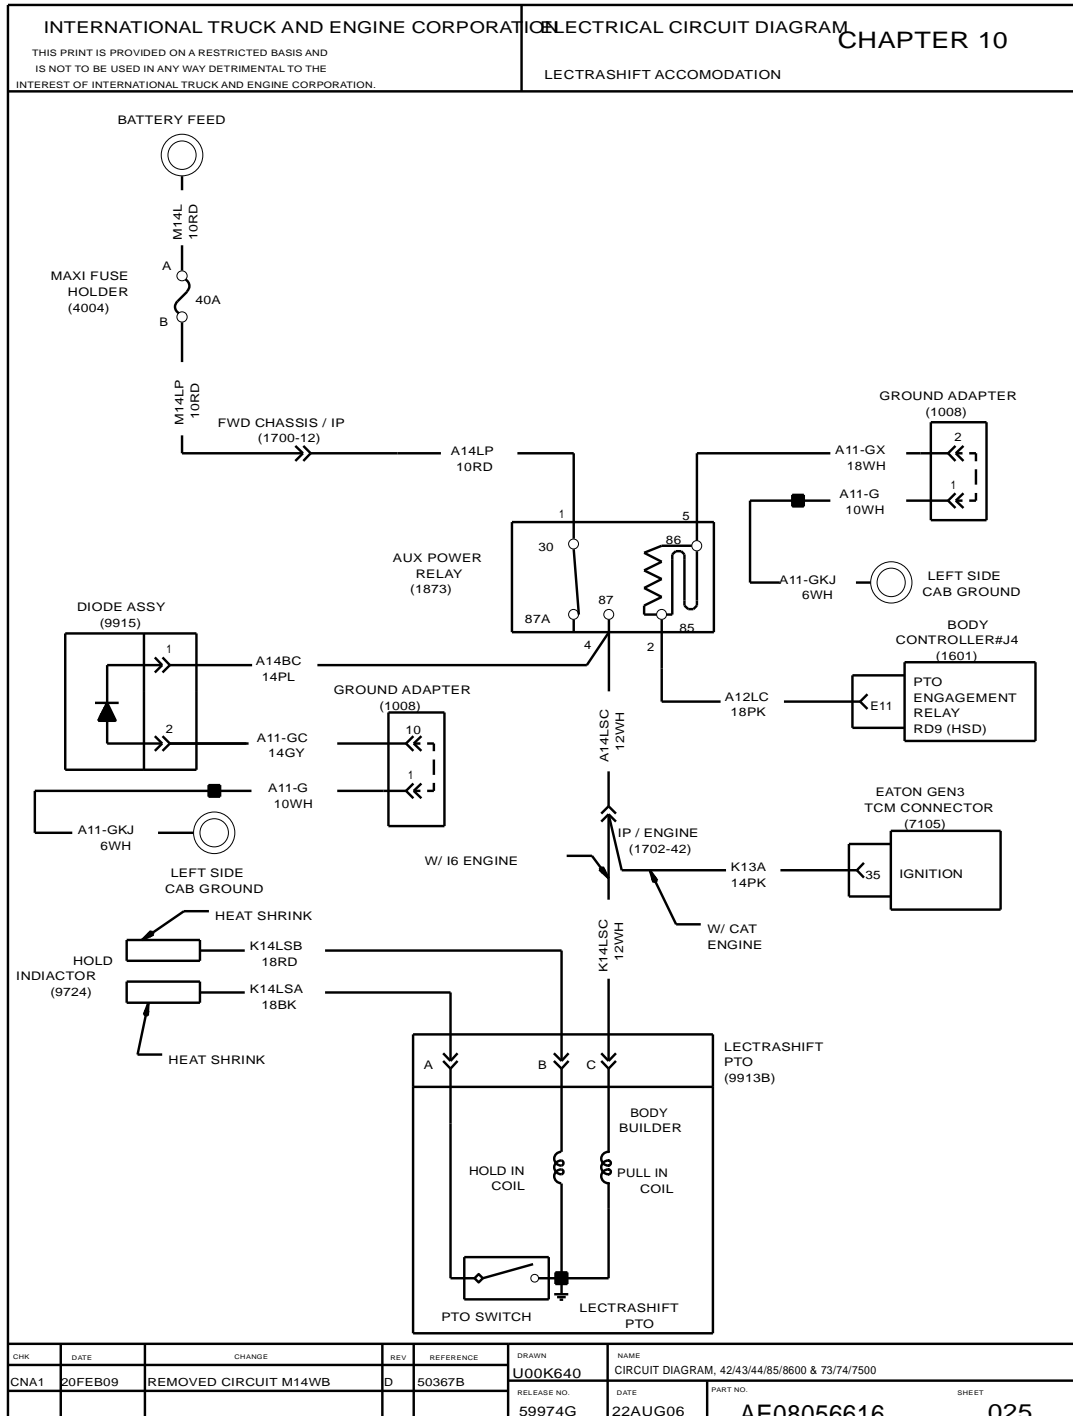 INTERNATIONAL TRUCK AND ENGINE CORPORATION
ELECTRICAL CIRCUIT DIAGRAM
CHAPTER 10
THIS PRINT IS PROVIDED ON A RESTRICTED BASIS AND
IS NOT TO BE USED IN ANY WAY DETRIMENTAL TO THE
INTEREST OF INTERNATIONAL TRUCK AND ENGINE CORPORATION.
LECTRASHIFT ACCOMODATION
BATTERY FEED
M14L
10RD
A
MAXI FUSE
HOLDER
(4004)
40A
B
M14LP
10RD
FWD CHASSIS / IP
(1700-12)
A14LP
10RD
GROUND ADAPTER
(1008)
A11-GX
18WH
2
A11-G
10WH
1
A11-GKJ
6WH
LEFT SIDE
CAB GROUND
1
5
30
86
AUX POWER
RELAY
(1873)
87A
87
85
4
2
DIODE ASSY
(9915)
1
A14BC
14PL
2
A11-GC
14GY
GROUND ADAPTER
(1008)
10
1
A11-G
10WH
A11-GKJ
6WH
LEFT SIDE
CAB GROUND
BODY
CONTROLLER#J4
(1601)
A12LC
18PK
E11
PTO
ENGAGEMENT
RELAY
RD9 (HSD)
A14LSC
12WH
EATON GEN3
TCM CONNECTOR
(7105)
IP / ENGINE
(1702-42)
W/ I6 ENGINE
K13A
14PK
35
IGNITION
W/ CAT
ENGINE
K14LSC
12WH
HEAT SHRINK
K14LSB
18RD
HOLD
INDIACTOR
(9724)
K14LSA
18BK
HEAT SHRINK
A
B
C
LECTRASHIFT
PTO
(9913B)
BODY
BUILDER
HOLD IN
COIL
PULL IN
COIL
PTO SWITCH
LECTRASHIFT
PTO
CHK
DATE
CHANGE
REV
REFERENCE
DRAWN
NAME
CNA1
20FEB09
REMOVED CIRCUIT M14WB
D
50367B
U00K640
CIRCUIT DIAGRAM, 42/43/44/85/8600 & 73/74/7500
RELEASE NO.
DATE
PART NO.
SHEET
59974G
22AUG06
AE08056616
025